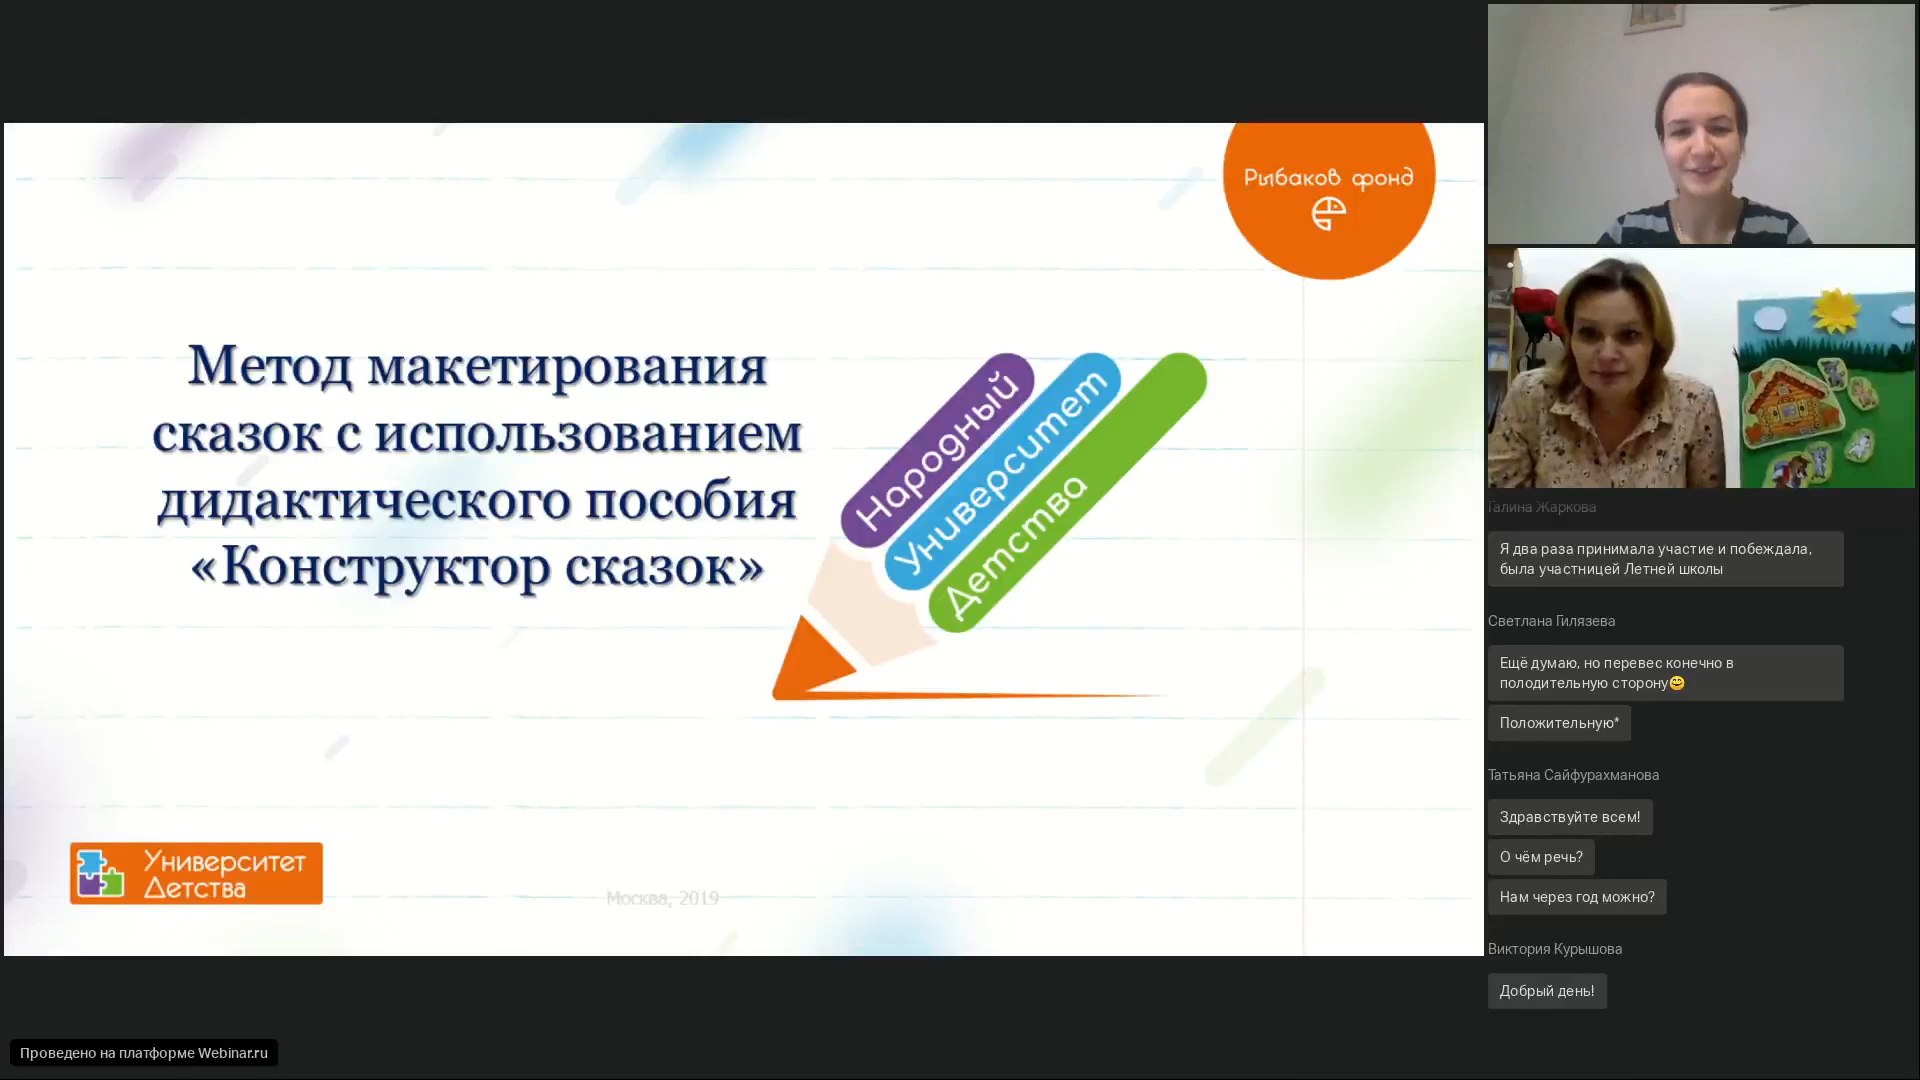 Рыбаков фонд
Метод макетирования
сказок с использованием
дидактического пособия
«Конструктор сказок»
Народный
Университет
Детства
Университет
Детства
Москва, 2019
Галина Жаркова
Я два раза принимала участие и побеждала,
была участницей Летней школы
Светлана Гилязева
Ещё думаю, но перевес конечно в
полодительную сторону😊
Положительную*
Татьяна Сайфурахманова
Здравствуйте всем!
О чём речь?
Нам через год можно?
Виктория Курышова
Добрый день!
Проведено на платформе Webinar.ru